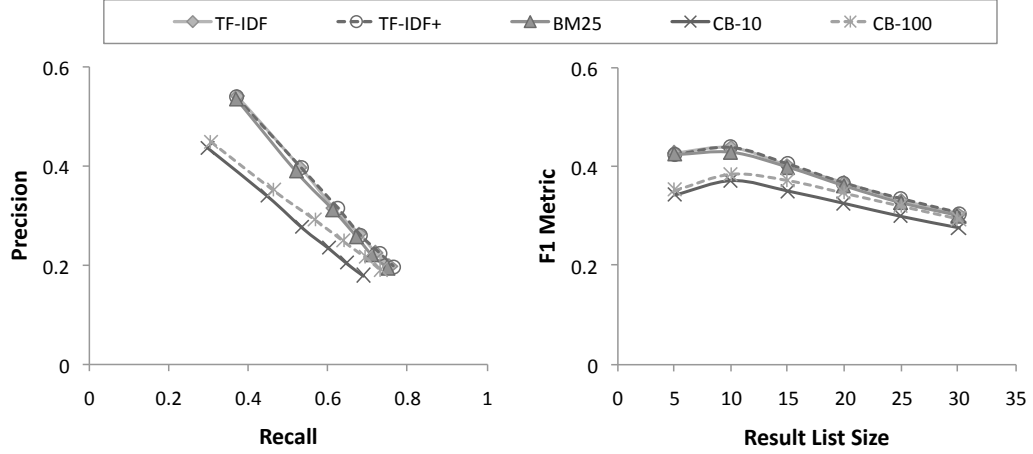 TF-IDF TF-IDF+ BM25 CB-10 CB-100
0.6
0.4
0.2
0
Precision
0 0.2 0.4 0.6 0.8 1
Recall
0.6
0.4
0.2
0
F1 Metric
0 5 10 15 20 25 30 35
Result List Size